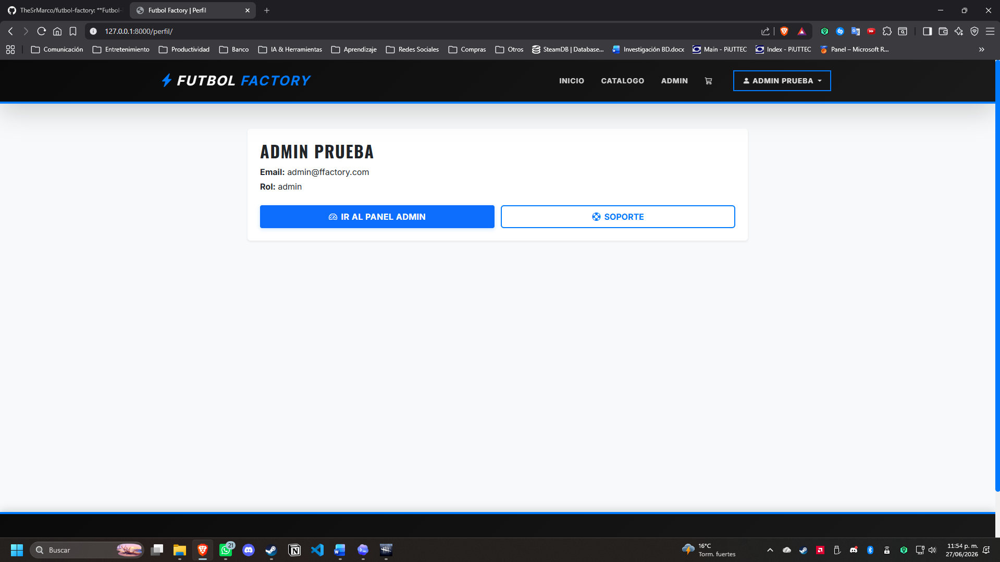 TheSrMarco/futbol-factory: **Futbol-
Futbol Factory | Perfil
127.0.0.1:8000/perfil/
Comunicación
Entretenimiento
Productividad
Banco
IA & Herramientas
Aprendizaje
Redes Sociales
Compras
Otros
SteamDB | Database...
Investigación BD.docx
Main - PiUTTEC
Index - PiUTTEC
Panel – Microsoft R...
FUTBOL FACTORY
INICIO
CATALOGO
ADMIN
ADMIN PRUEBA
ADMIN PRUEBA
Email: admin@ffactory.com
Rol: admin
IR AL PANEL ADMIN
SOPORTE
Buscar
21
16°C
Torm. fuertes
11:54 p. m.
27/06/2026